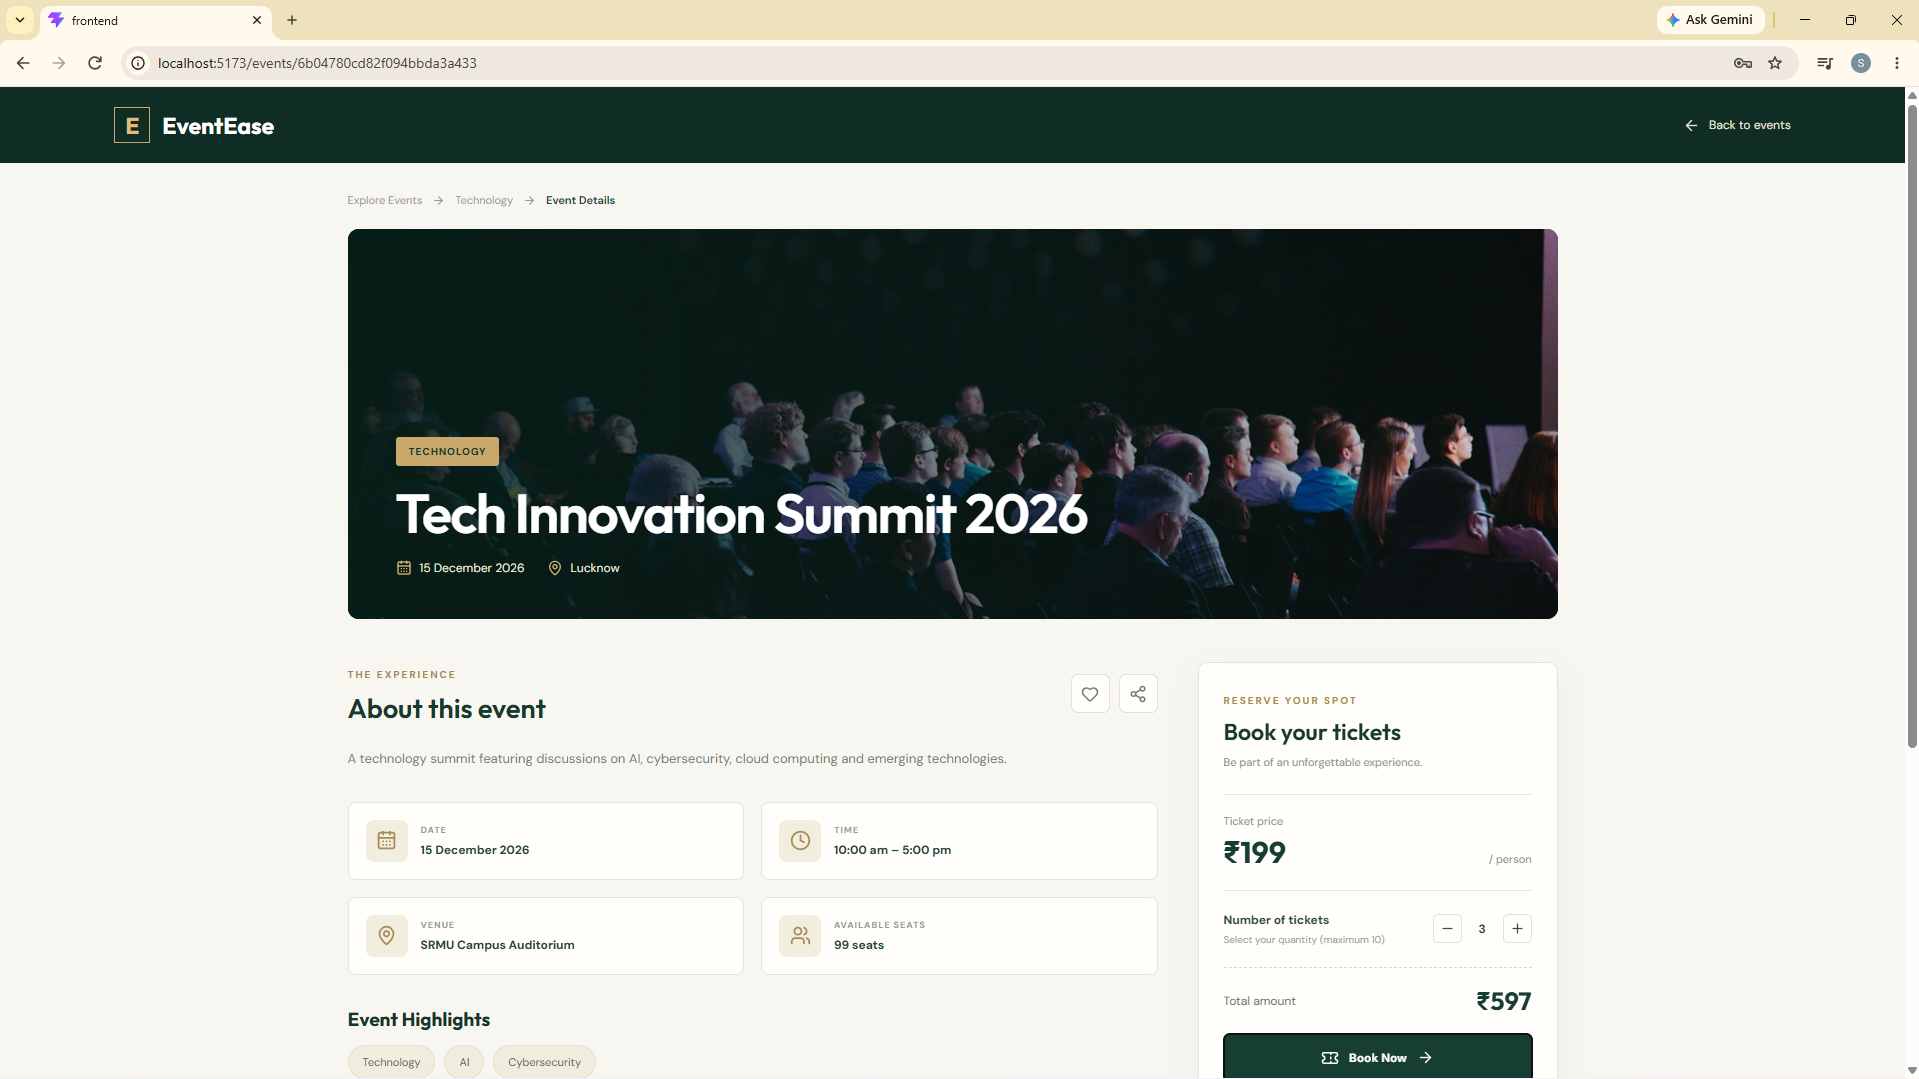 frontend
Ask Gemini
localhost:5173/events/6b04780cd82f094bbda3a433
S
E EventEase
Back to events
Explore Events → Technology → Event Details
TECHNOLOGY
Tech Innovation Summit 2026
15 December 2026 Lucknow
THE EXPERIENCE
About this event
A technology summit featuring discussions on AI, cybersecurity, cloud computing and emerging technologies.
DATE
15 December 2026
TIME
10:00 am – 5:00 pm
VENUE
SRMU Campus Auditorium
AVAILABLE SEATS
99 seats
Event Highlights
Technology AI Cybersecurity
RESERVE YOUR SPOT
Book your tickets
Be part of an unforgettable experience.
Ticket price
₹199 / person
Number of tickets
Select your quantity (maximum 10)
− 3 +
Total amount ₹597
Book Now →